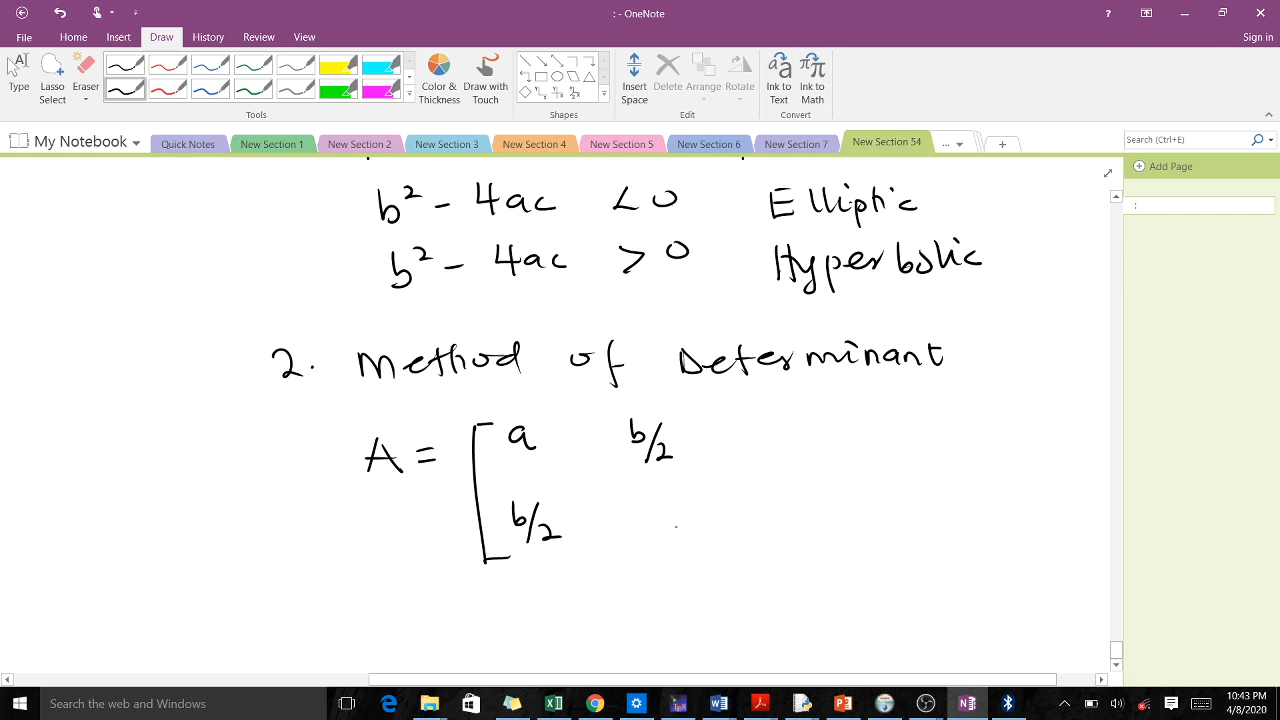 : - OneNote
File Home Insert Draw History Review View
Sign in
Type Lasso Select Eraser Color & Thickness Draw with Touch Insert Space Delete Arrange Rotate Ink to Text Ink to Math
Tools Shapes Edit Convert
My Notebook Quick Notes New Section 1 New Section 2 New Section 3 New Section 4 New Section 5 New Section 6 New Section 7 New Section 54 ... Search (Ctrl+E)
Add Page
:
b² - 4ac < 0 Elliptic
b² - 4ac > 0 Hyperbolic
2. Method of Determinant
A = [ a b/2
b/2
Search the web and Windows
10:43 PM
4/8/2020